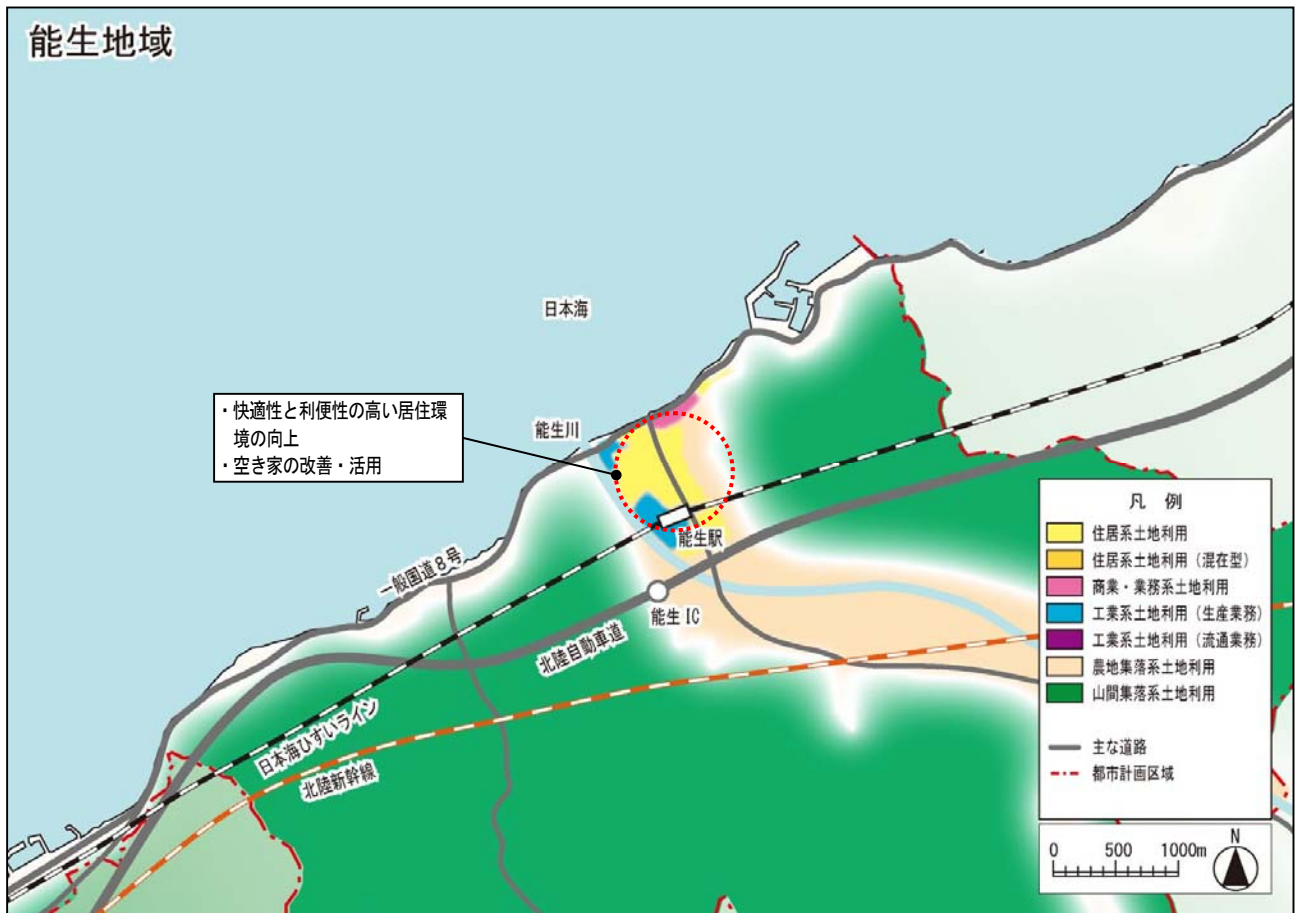 能生地域
日本海
・快適性と利便性の高い居住環
境の向上
・空き家の改善・活用
能生川
能生駅
一般国道8号
能生IC
北陸自動車道
日本海ひすいライン
北陸新幹線
凡 例
住居系土地利用
住居系土地利用(混在型)
商業・業務系土地利用
工業系土地利用(生産業務)
工業系土地利用(流通業務)
農地集落系土地利用
山間集落系土地利用
主な道路
都市計画区域
0 500 1000m
N